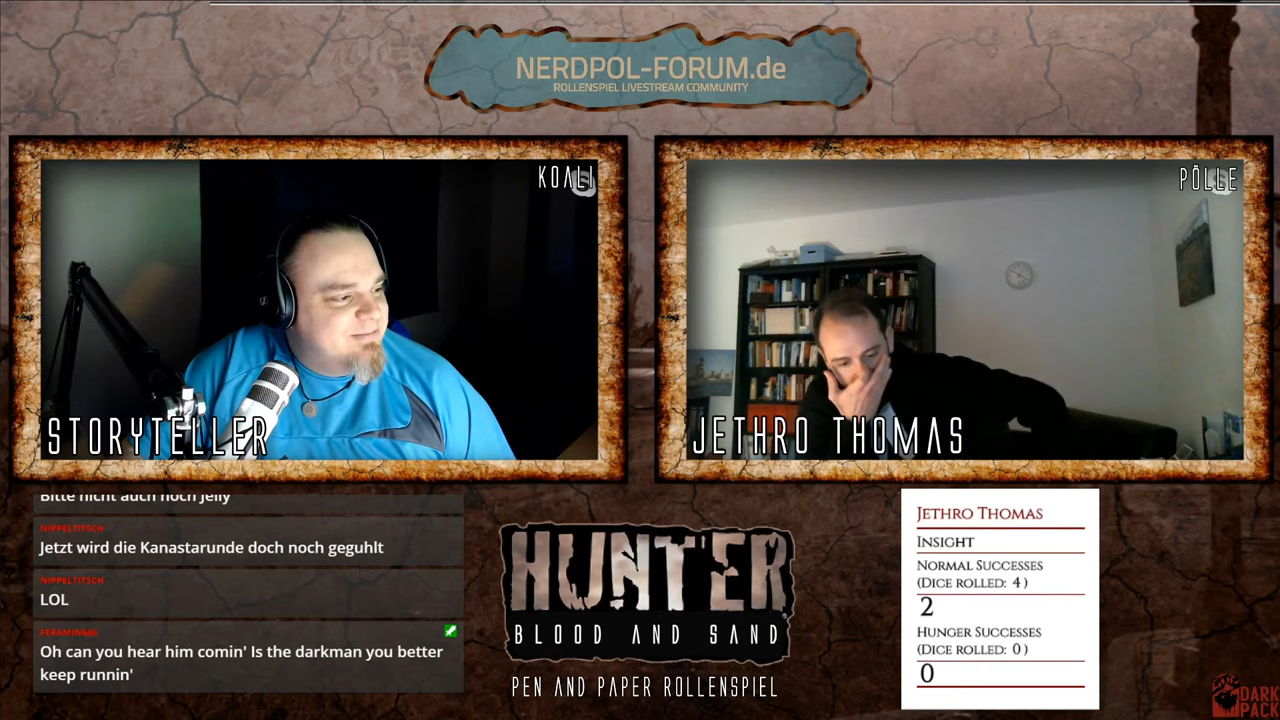 NERDPOL-FORUM.de
ROLLENSPIEL LIVESTREAM COMMUNITY
KOALI
STORYTELLER
PÖLLE
JETHRO THOMAS
Bitte nicht auch noch Jelly
NIPPELTITSCH
Jetzt wird die Kanastarunde doch noch geguhlt
NIPPELTITSCH
LOL
FERAMIN666
Oh can you hear him comin' Is the darkman you better
keep runnin'
HUNTER
BLOOD AND SAND
PEN AND PAPER ROLLENSPIEL
JETHRO THOMAS
INSIGHT
NORMAL SUCCESSES
(DICE ROLLED: 4 )
2
HUNGER SUCCESSES
(DICE ROLLED: 0 )
0
DARK
PACK